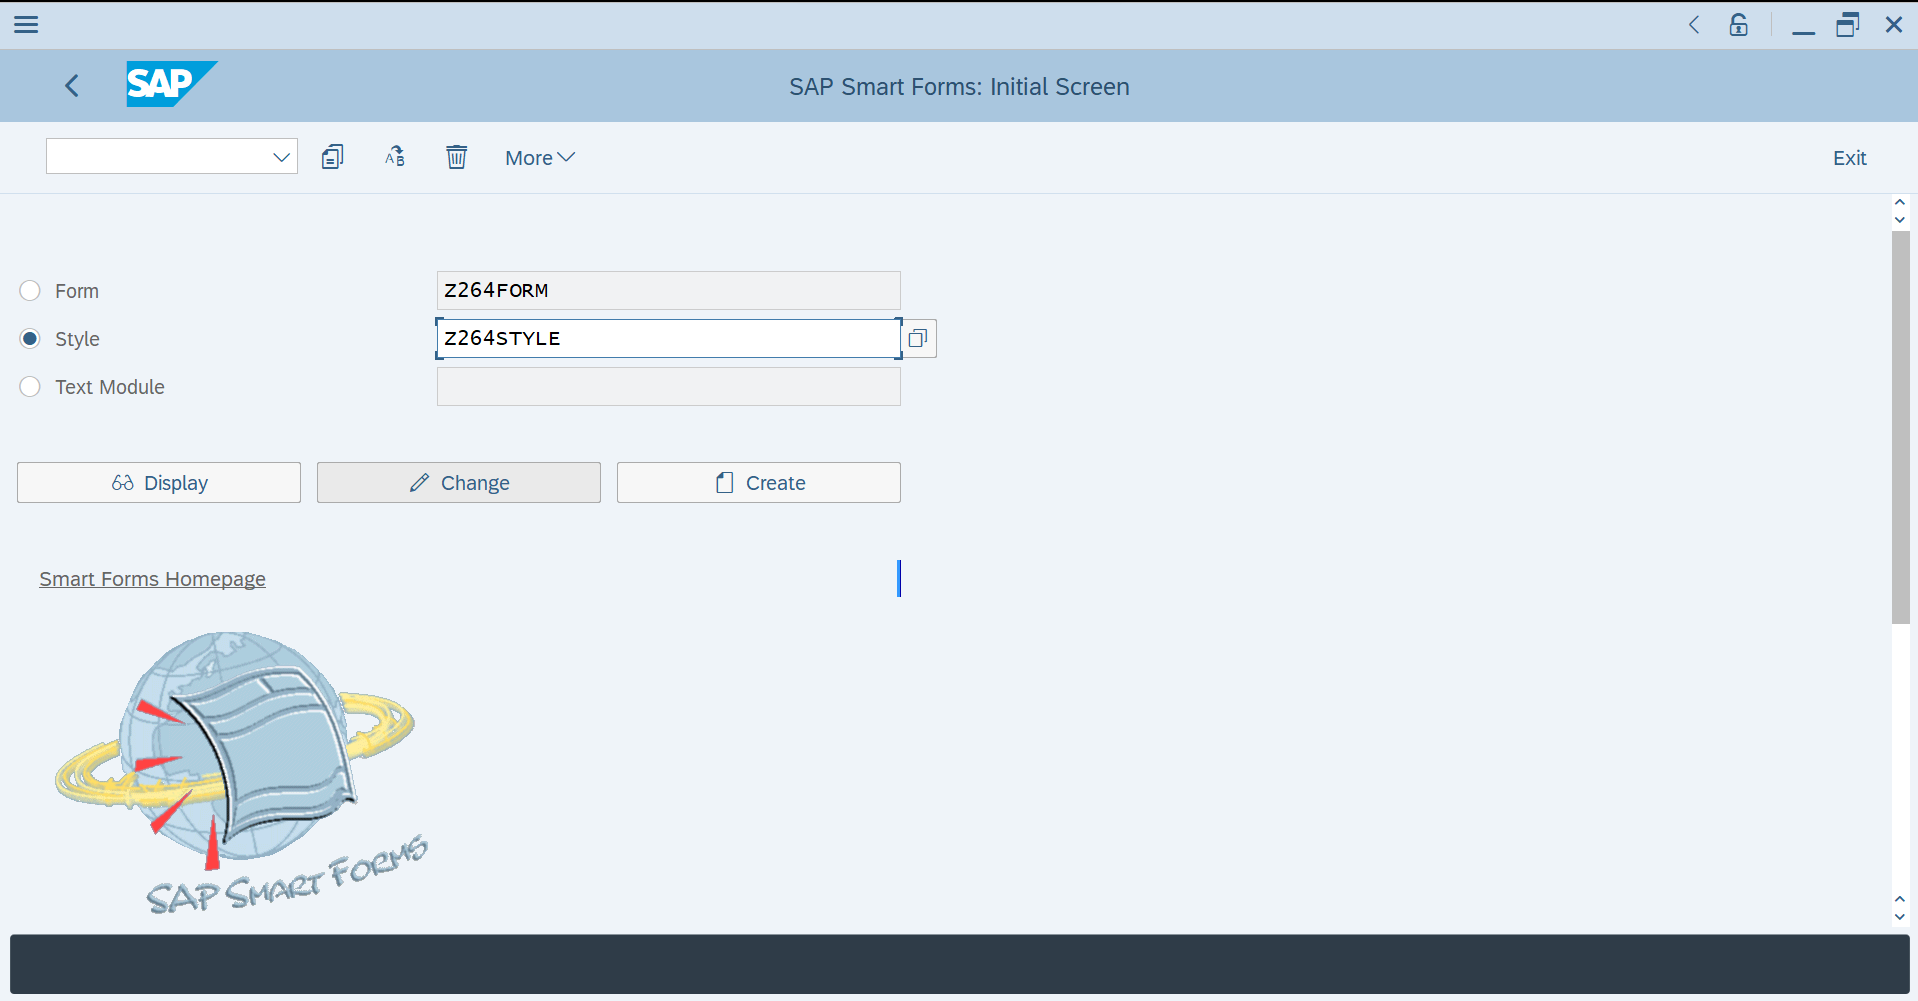 SAP
SAP Smart Forms: Initial Screen
More
Exit
Form
Z264FORM
Style
Z264STYLE
Text Module
Display
Change
Create
Smart Forms Homepage
SAP SMART FORMS